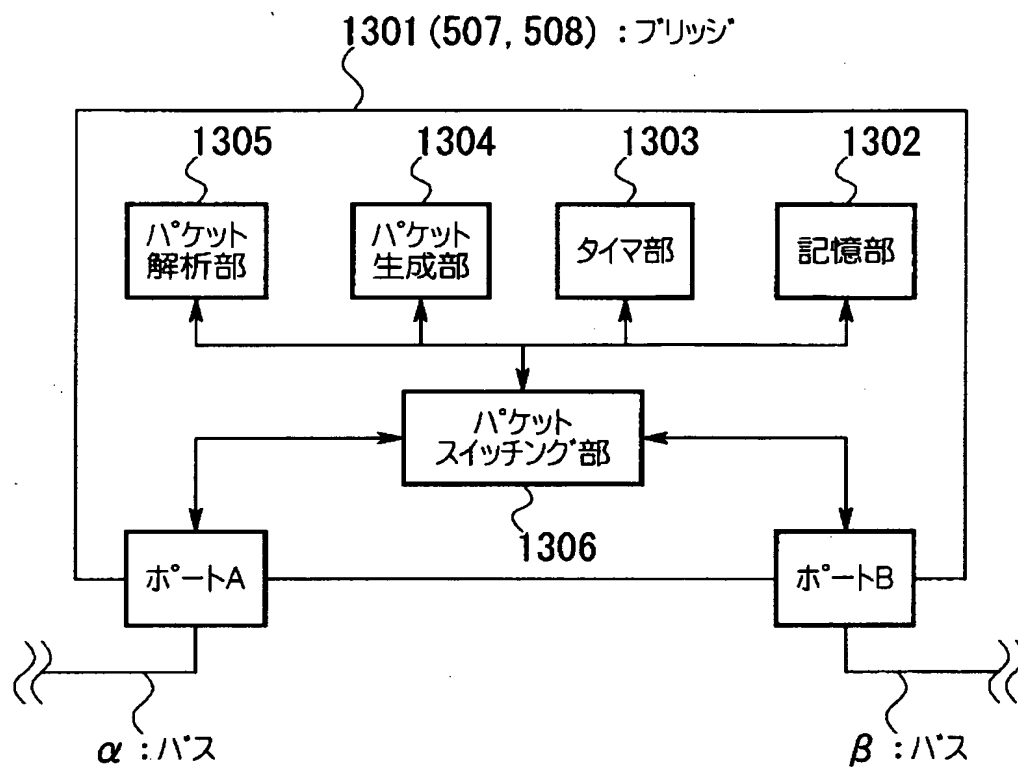 1301 (507, 508) : ブリッジ
1305
1304
1303
1302
パケット
解析部
パケット
生成部
タイマ部
記憶部
パケット
スイッチング部
1306
ポートA
ポートB
α : バス
β : バス